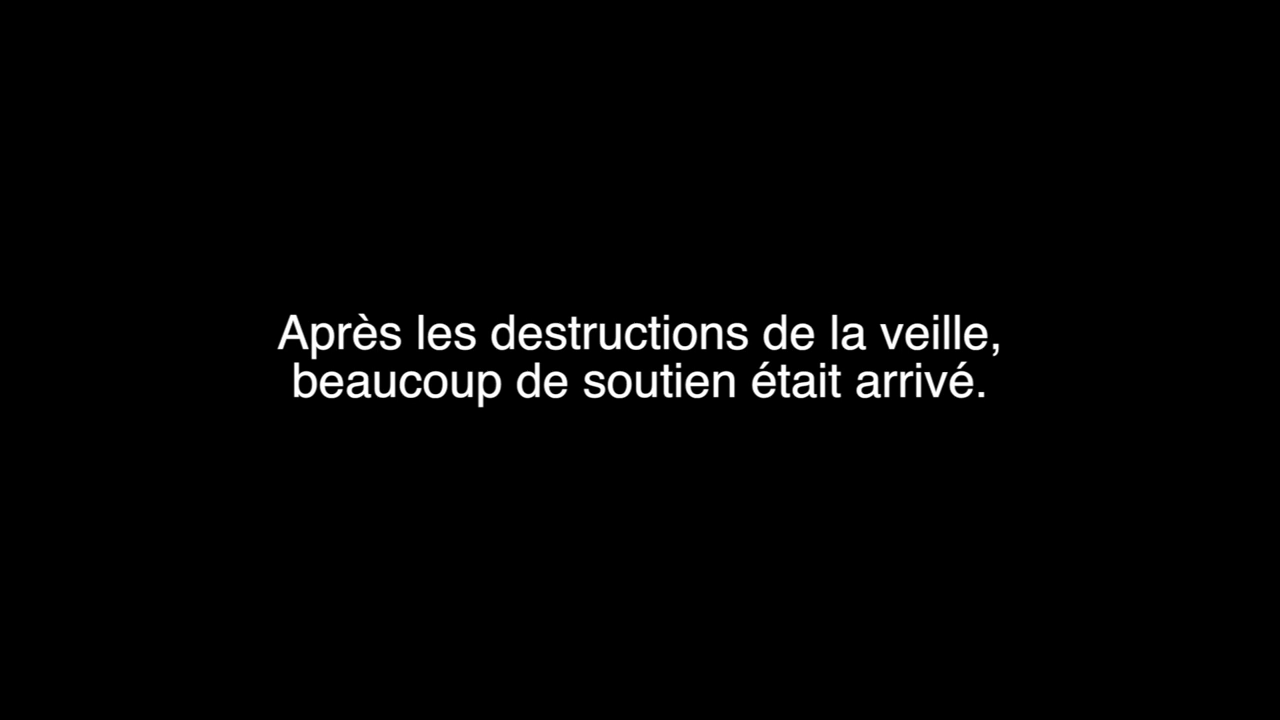 Après les destructions de la veille,
beaucoup de soutien était arrivé.